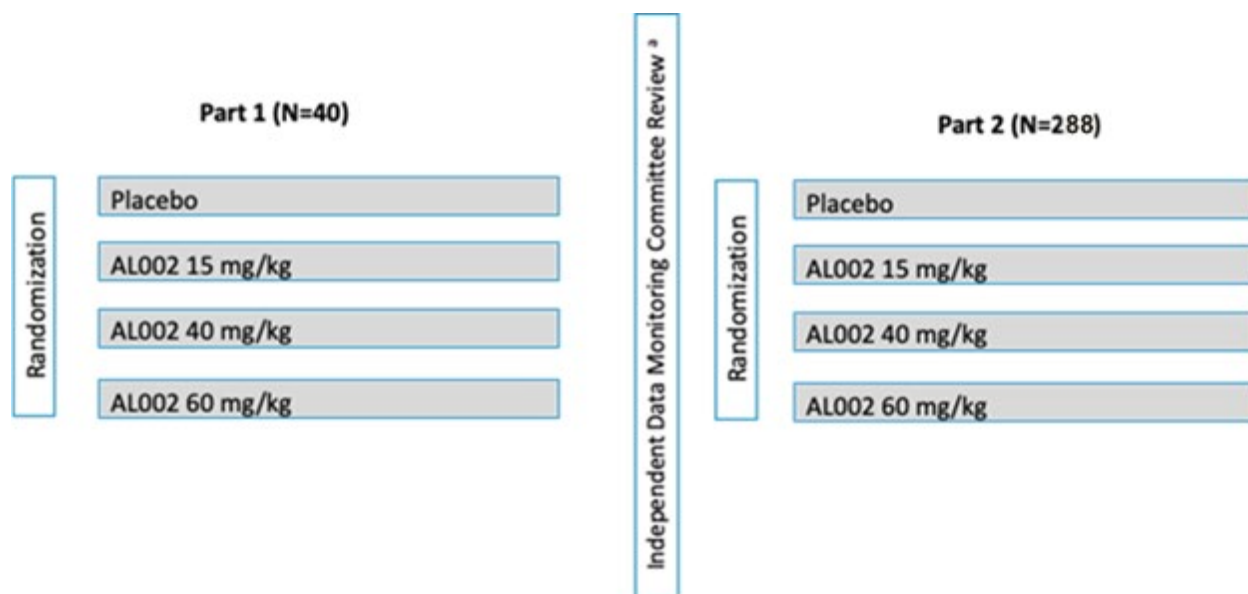 Part 1 (N=40)
Randomization
Placebo
AL002 15 mg/kg
AL002 40 mg/kg
AL002 60 mg/kg
Independent Data Monitoring Committee Review ª
Part 2 (N=288)
Randomization
Placebo
AL002 15 mg/kg
AL002 40 mg/kg
AL002 60 mg/kg